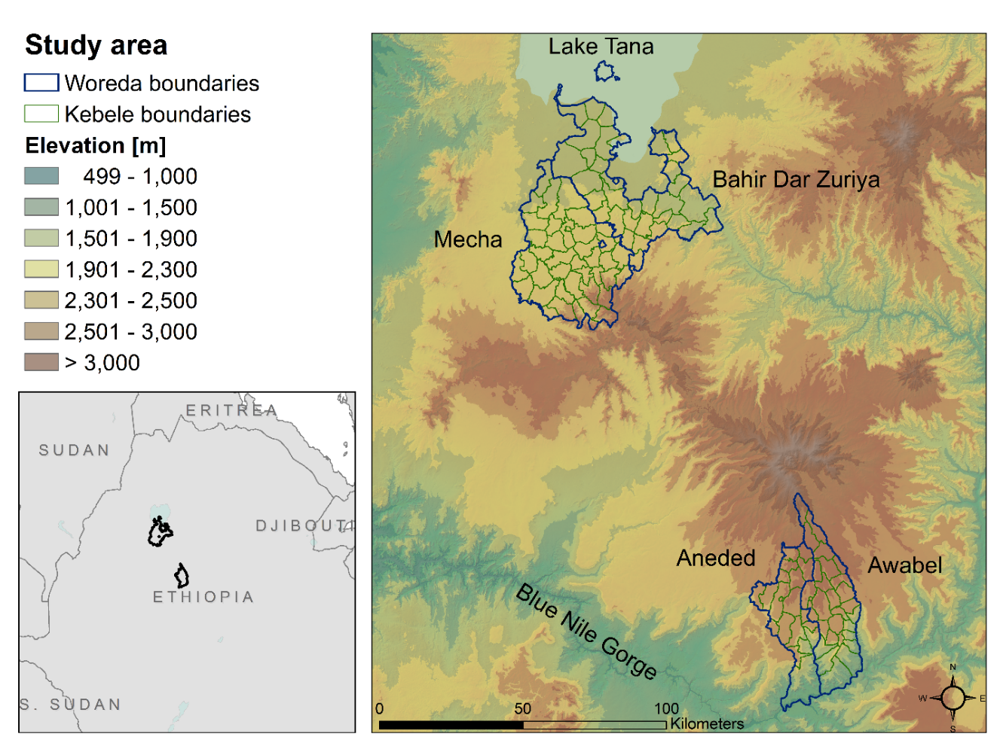 Study area
Woreda boundaries
Kebele boundaries
Elevation [m]
499 - 1,000
1,001 - 1,500
1,501 - 1,900
1,901 - 2,300
2,301 - 2,500
2,501 - 3,000
> 3,000
ERITREA
SUDAN
DJIBOUTI
ETHIOPIA
S. SUDAN
Lake Tana
Bahir Dar Zuriya
Mecha
Aneded
Awabel
Blue Nile Gorge
0 50 100
Kilometers
N
W E
S